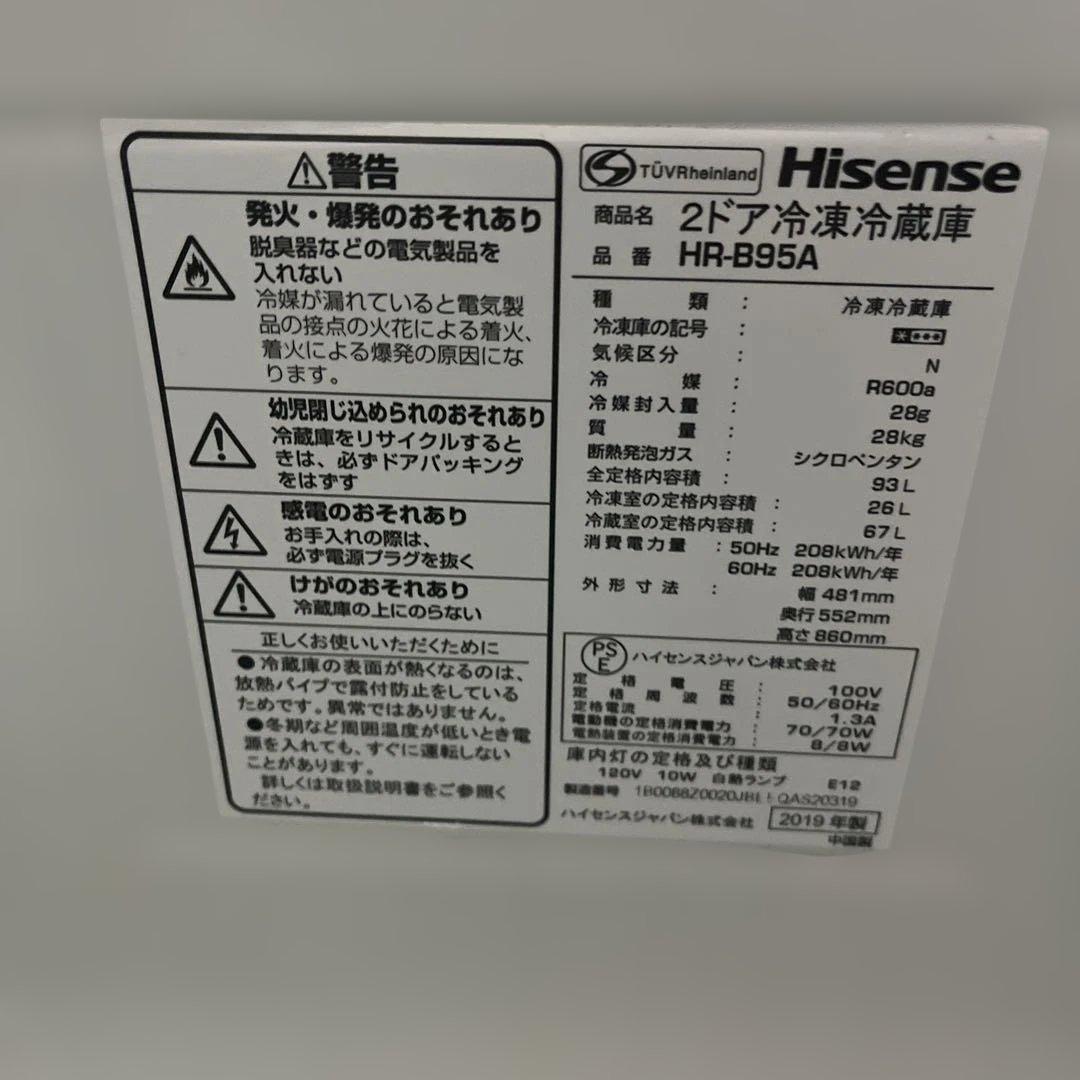 警告
発火・爆発のおそれあり
脱臭器などの電気製品を
入れない
冷媒が漏れていると電気製
品の接点の火花による着火、
着火による爆発の原因にな
ります。
幼児閉じ込められのおそれあり
冷蔵庫をリサイクルすると
きは、必ずドアパッキング
をはずす
感電のおそれあり
お手入れの際は、
必ず電源プラグを抜く
けがのおそれあり
冷蔵庫の上にのらない
正しくお使いいただくために
●冷蔵庫の表面が熱くなるのは、
放熱パイプで露付防止をしている
ためです。異常ではありません。
●冬期など周囲温度が低いとき電
源を入れても、すぐに運転しない
ことがあります。
詳しくは取扱説明書をご参照く
ださい。
TÜVRheinland Hisense
商品名 2ドア冷凍冷蔵庫
品番 HR-B95A
種類 : 冷凍冷蔵庫
冷凍庫の記号 : ****
気候区分 : N
冷媒 : R600a
冷媒封入量 : 28g
質量 : 28kg
断熱発泡ガス : シクロペンタン
全定格内容積 : 93L
冷凍室の定格内容積 : 26L
冷蔵室の定格内容積 : 67L
消費電力量 : 50Hz 208kWh/年
60Hz 208kWh/年
外形寸法 : 幅 481mm
奥行 552mm
高さ 860mm
PS
E ハイセンスジャパン株式会社
定格電圧 : 100V
定格周波数 : 50/60Hz
定格電流 : 1.3A
電動機の定格消費電力 : 70/70W
電熱装置の定格消費電力 : 8/8W
庫内灯の定格及び種類
120V 10W 白熱ランプ E12
製造番号
ハイセンスジャパン株式会社 2019年製
中国製